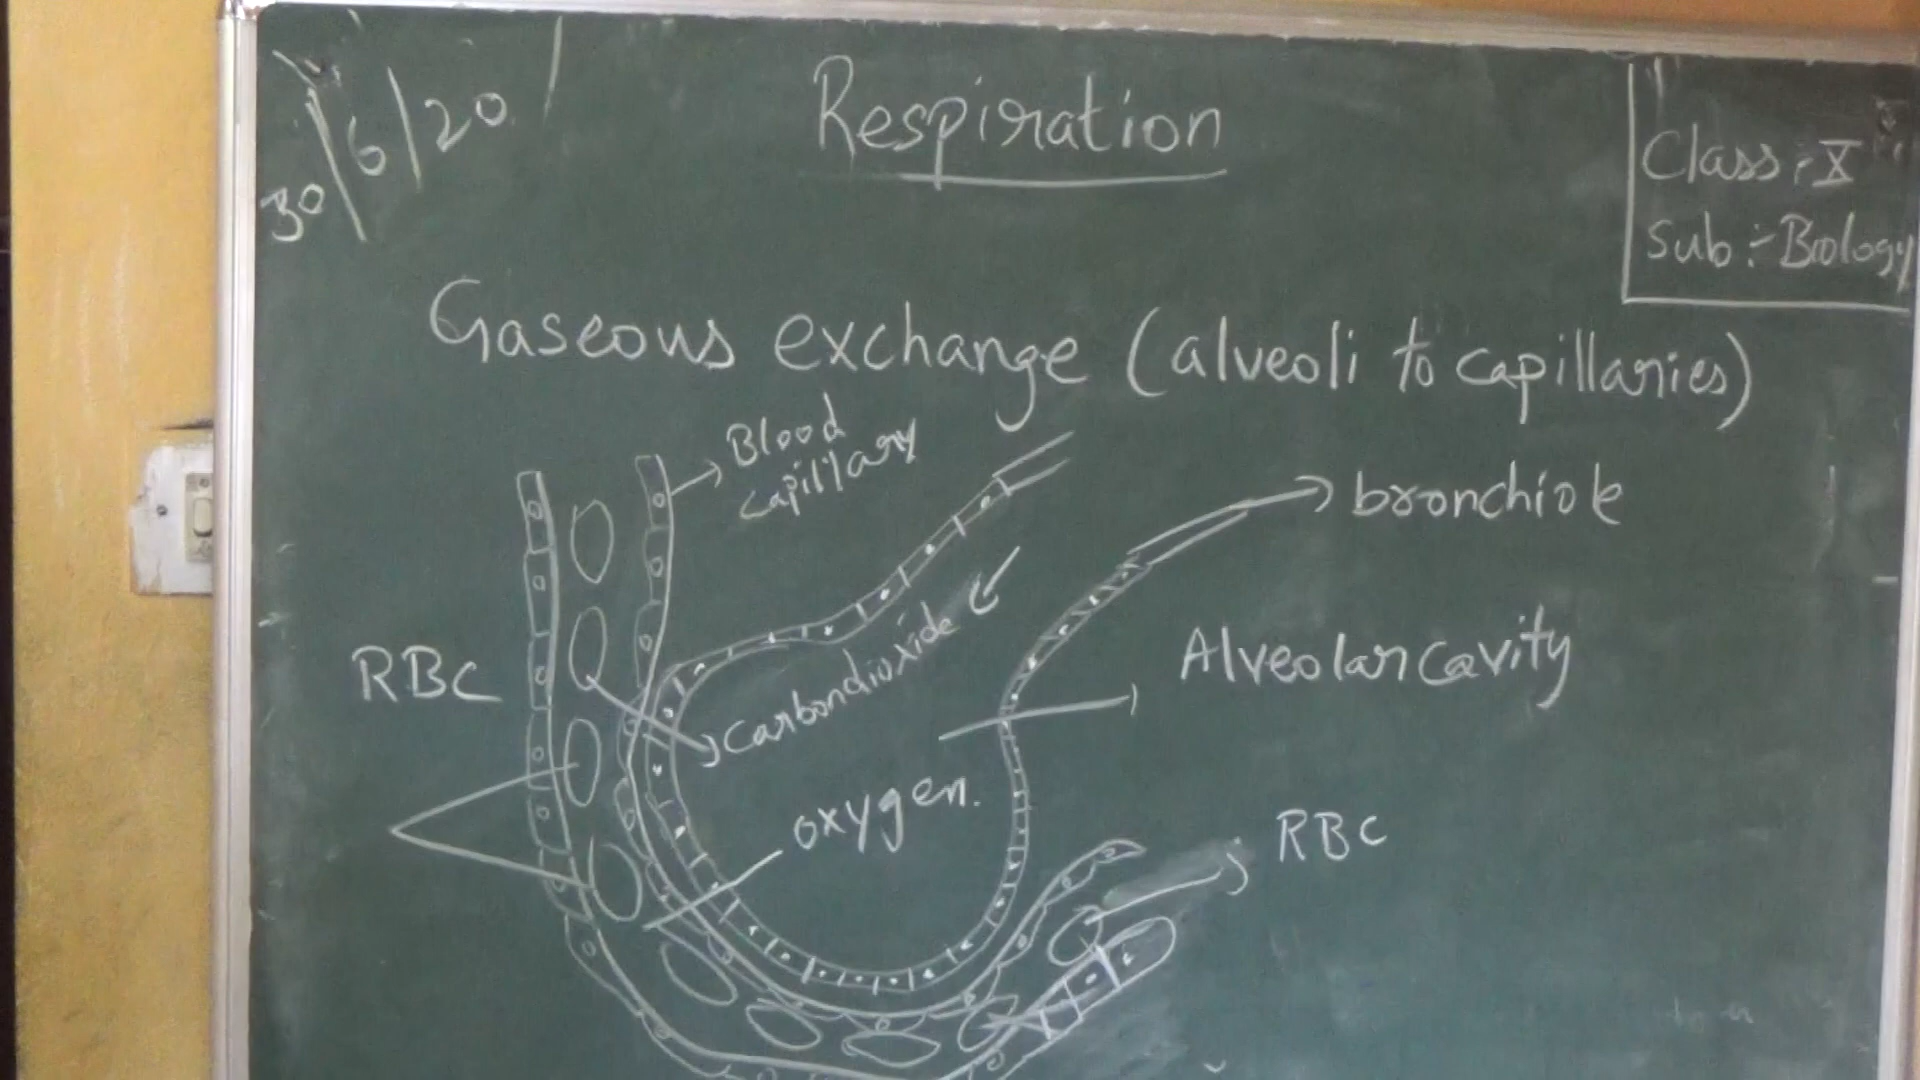 30/6/20
Respiration
Class:- X
Sub:- Biology
Gaseous exchange (alveoli to capillaries)
Blood
capillary
bronchiole
RBC
Carbondioxide
Alveolar cavity
oxygen.
RBC